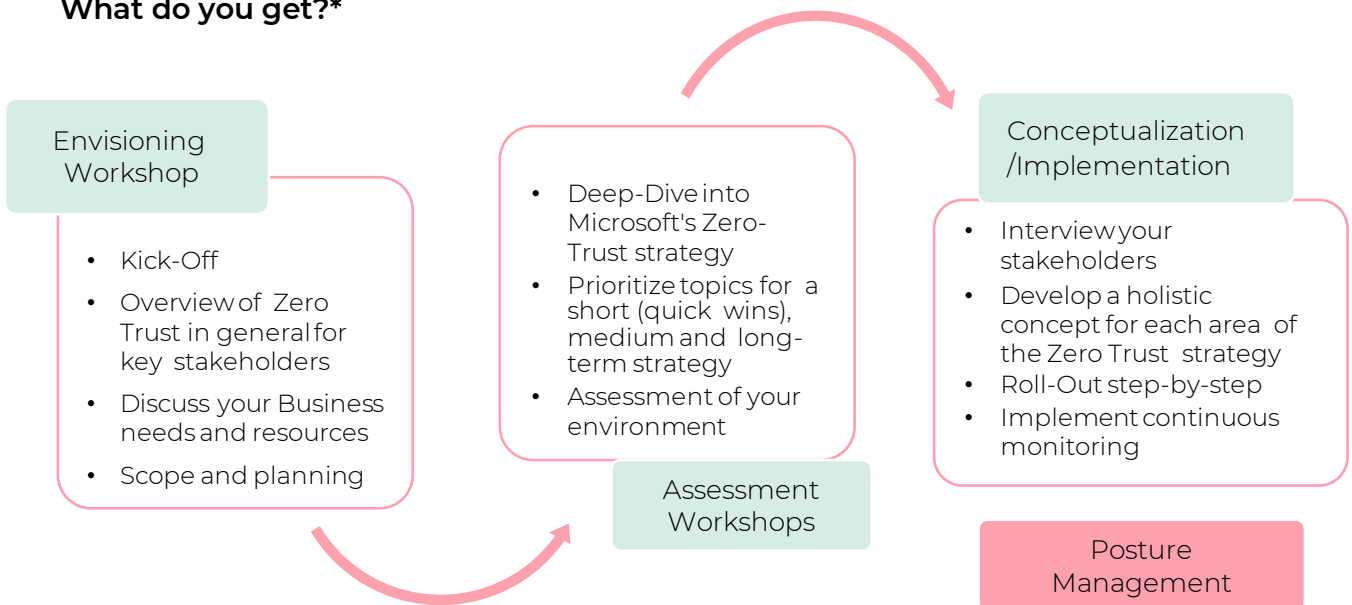 What do you get?*
Envisioning
Workshop
• Kick-Off
• Overview of Zero
Trust in general for
key stakeholders
• Discuss your Business
needs and resources
• Scope and planning
• Deep-Dive into
Microsoft's Zero-
Trust strategy
• Prioritize topics for a
short (quick wins),
medium and long-
term strategy
• Assessment of your
environment
Assessment
Workshops
Conceptualization
/Implementation
• Interview your
stakeholders
• Develop a holistic
concept for each area of
the Zero Trust strategy
• Roll-Out step-by-step
• Implement continuous
monitoring
Posture
Management